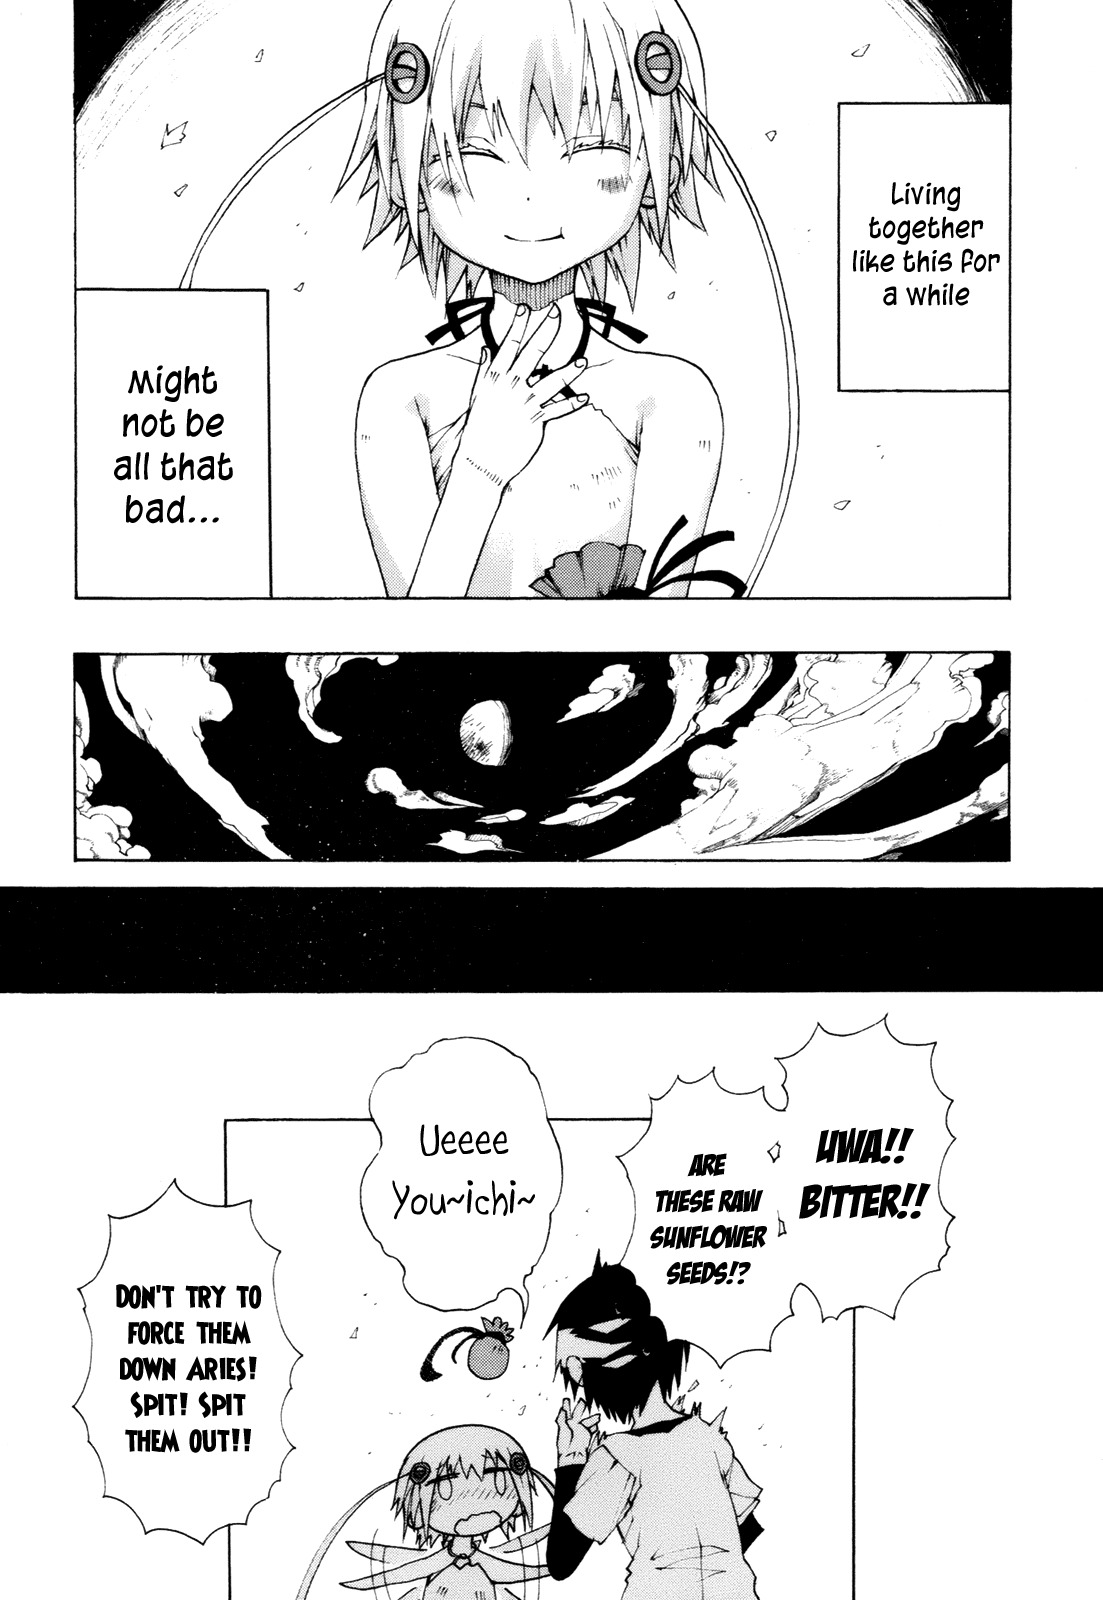 Living
together
like this for
a while
Might
not be
all that
bad...
UWA!!
BITTER!!
ARE
THESE RAW
SUNFLOWER
SEEDS!?
Ueeee
You~ichi~
DON'T TRY TO
FORCE THEM
DOWN ARIES!
SPIT! SPIT
THEM OUT!!